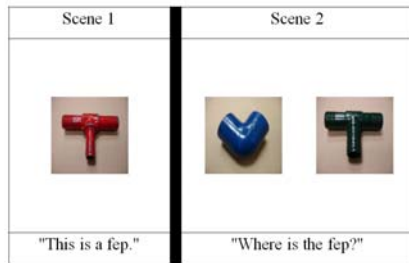 Scene 1
Scene 2
"This is a fep."
"Where is the fep?"